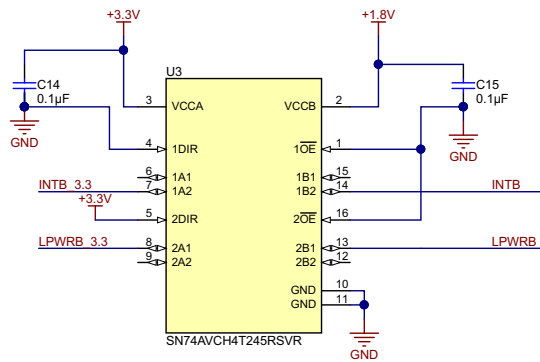 +3.3V
+1.8V
U3
C14
0.1µF
GND
C15
0.1µF
GND
3 VCCA VCCB 2
4 1DIR 1OE 1
6 1A1 1B1 15
INTB_3.3 7 1A2 1B2 14 INTB
+3.3V
5 2DIR 2OE 16
LPWRB_3.3 8 2A1 2B1 13 LPWRB
9 2A2 2B2 12
GND 10
GND 11
SN74AVCH4T245RSVR
GND